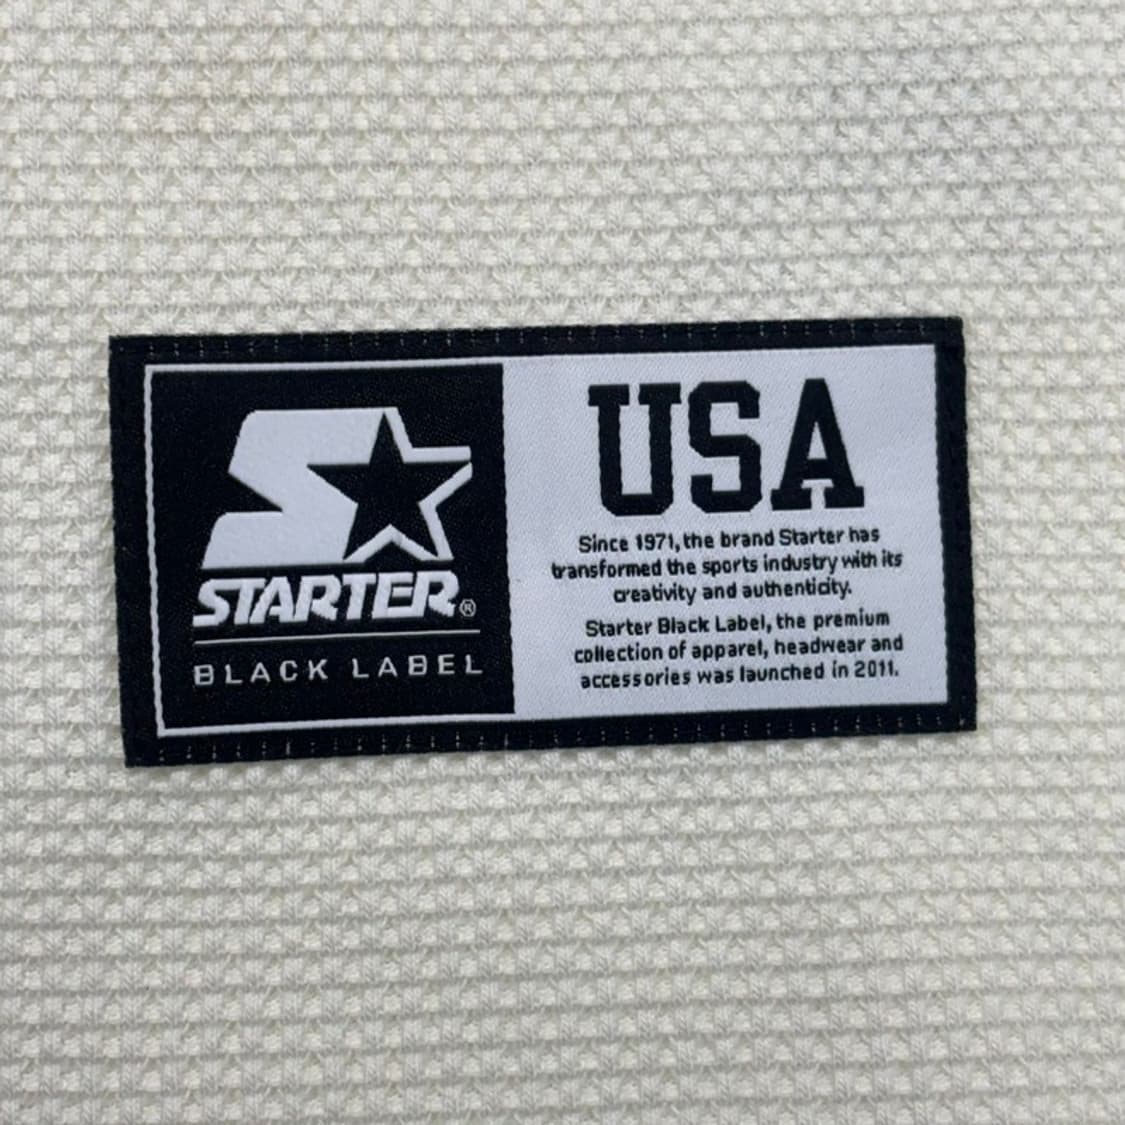 STARTER®
BLACK LABEL
USA
Since 1971, the brand Starter has
transformed the sports industry with its
creativity and authenticity.
Starter Black Label, the premium
collection of apparel, headwear and
accessories was launched in 2011.